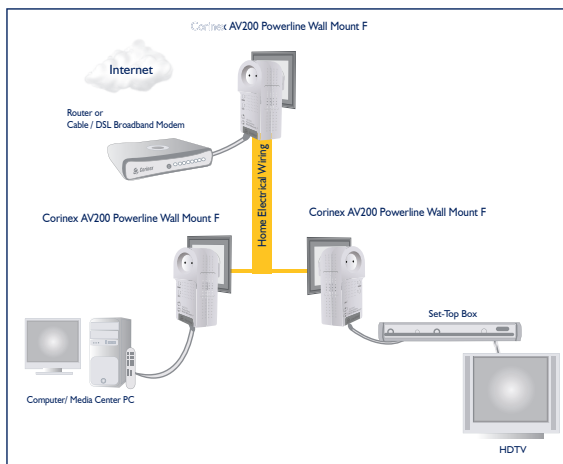 Corinex AV200 Powerline Wall Mount F
Internet
Router or
Cable / DSL Broadband Modem
Corinex
Home Electrical Wiring
Corinex AV200 Powerline Wall Mount F
Corinex AV200 Powerline Wall Mount F
Set-Top Box
Computer/ Media Center PC
HDTV